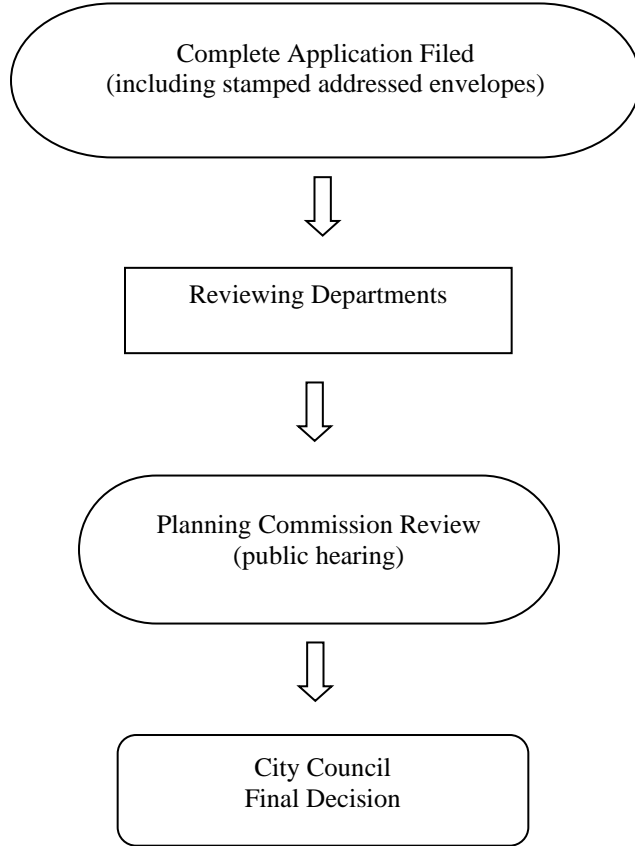 Complete Application Filed
(including stamped addressed envelopes)
Reviewing Departments
Planning Commission Review
(public hearing)
City Council
Final Decision